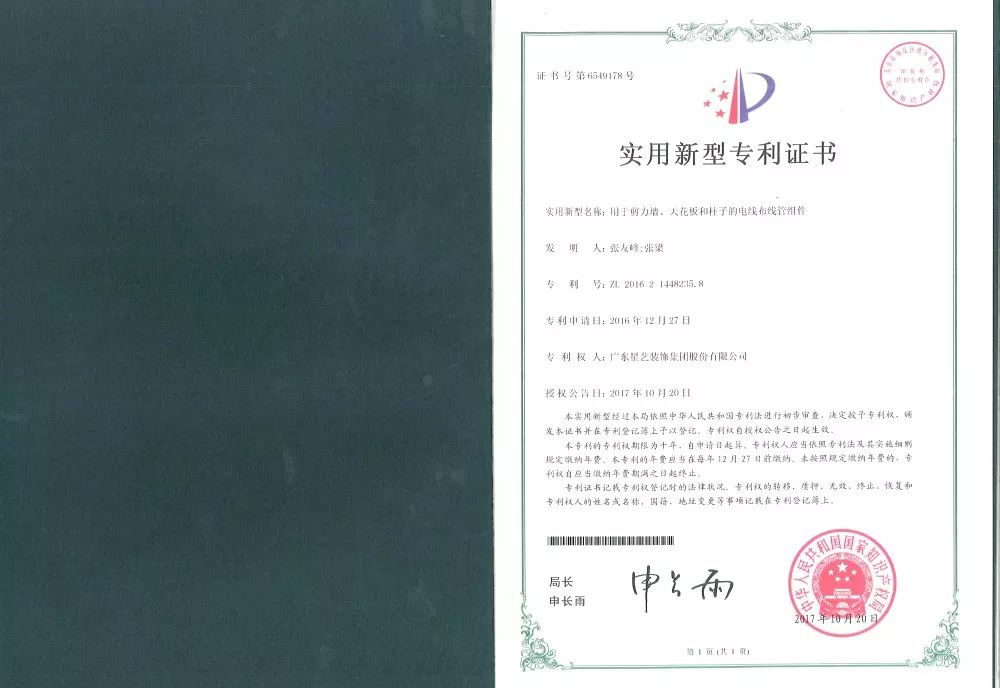 证书号第6549178号
实用新型专利证书
实用新型名称：用于剪力墙、天花板和柱子的电线布线管组件
发 明 人：张友峰;张梁
专 利 号：ZL 2016 2 1448235.8
专利申请日：2016年12月27日
专 利 权 人：广东星艺装饰集团股份有限公司
授权公告日：2017年10月20日
本实用新型经过本局依照中华人民共和国专利法进行初步审查，决定授予专利权，颁
发本证书并在专利登记簿上予以登记。专利权自授权公告之日起生效。
本专利的专利权期限为十年，自申请日起算。专利权人应当依照专利法及其实施细则
规定缴纳年费。本专利的年费应当在每年12月27日前缴纳。未按照规定缴纳年费的，专
利权自应当缴纳年费期满之日起终止。
专利证书记载专利权登记时的法律状况。专利权的转移、质押、无效、终止、恢复和
专利权人的姓名或名称、国籍、地址变更等事项记载在专利登记簿上。
局长
申长雨
申长雨
中华人民共和国国家知识产权局
2017年10月20日
第1页(共1页)